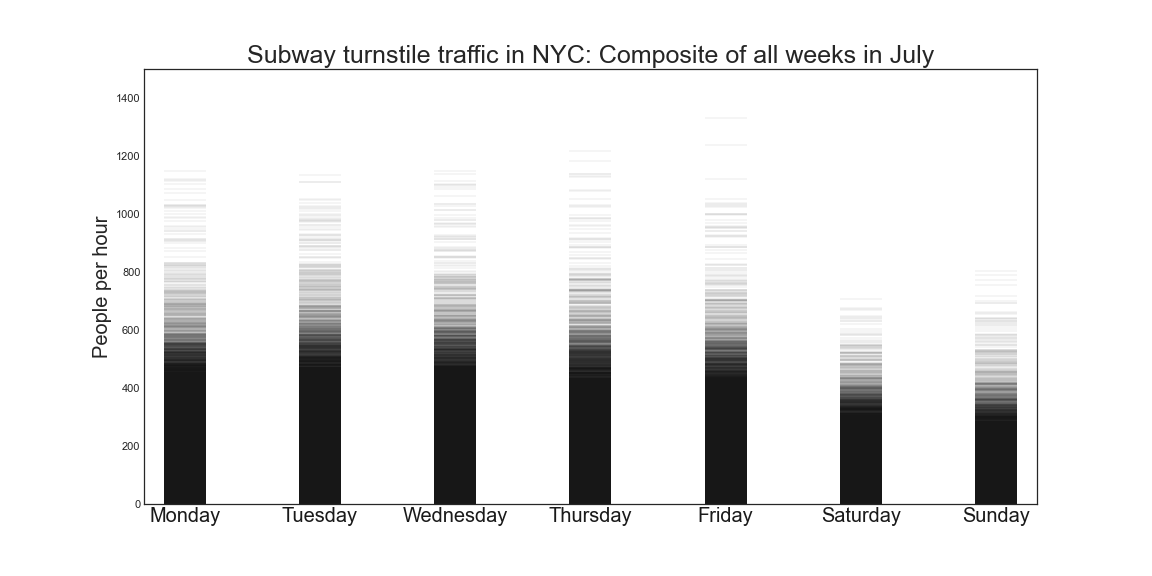 Subway turnstile traffic in NYC: Composite of all weeks in July
1400
1200
1000
800
600
400
200
0
People per hour
Monday Tuesday Wednesday Thursday Friday Saturday Sunday